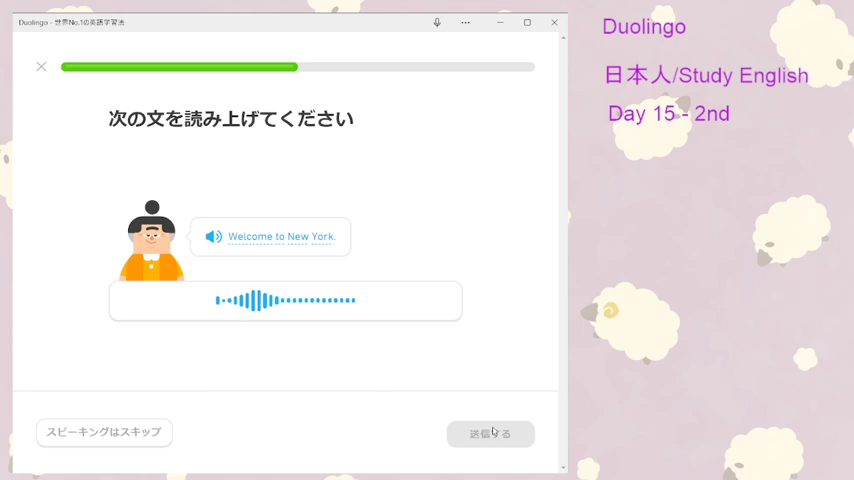 Duolingo - 世界No.1の英語学習法
次の文を読み上げてください
Welcome to New York.
スピーキングはスキップ
送信する
Duolingo
日本人/Study English
Day 15 - 2nd